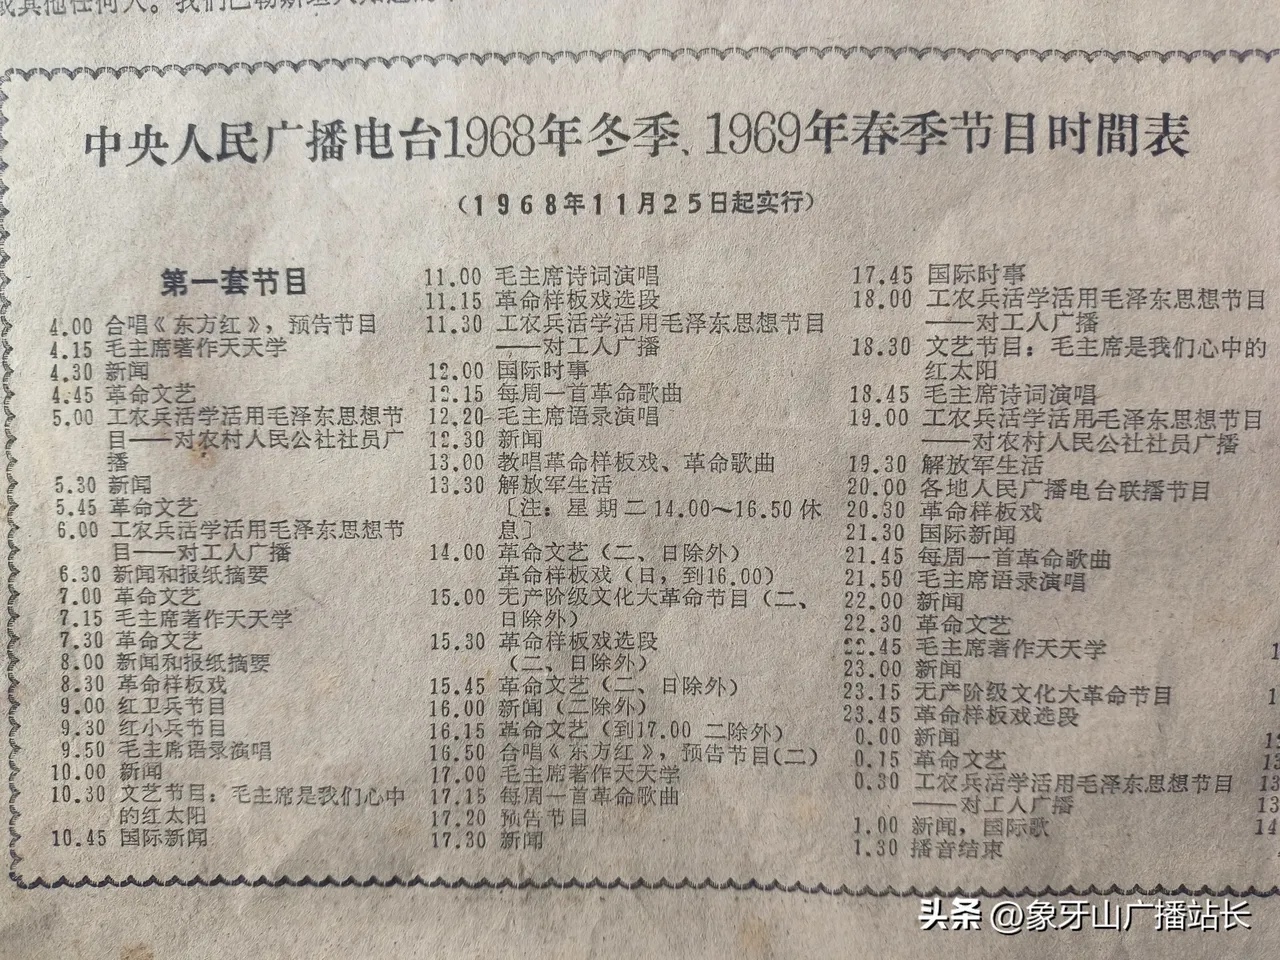 中央人民广播电台1968年冬季、1969年春季节目时間表
（1968年11月25日起实行）
第一套节目
4.00 合唱《东方红》，预告节目
4.15 毛主席著作天天学
4.30 新闻
4.45 革命文艺
5.00 工农兵活学活用毛泽东思想节
目——对农村人民公社社员广
播
5.30 新闻
5.45 革命文艺
6.00 工农兵活学活用毛泽东思想节
目——对工人广播
6.30 新闻和报纸摘要
7.00 革命文艺
7.15 毛主席著作天天学
7.30 革命文艺
8.00 新闻和报纸摘要
8.30 革命样板戏
9.00 红卫兵节目
9.30 红小兵节目
9.50 毛主席语录演唱
10.00 新闻
10.30 文艺节目：毛主席是我们心中
的红太阳
10.45 国际新闻
11.00 毛主席诗词演唱
11.15 革命样板戏选段
11.30 工农兵活学活用毛泽东思想节目
——对工人广播
12.00 国际时事
12.15 每周一首革命歌曲
12.20 毛主席语录演唱
12.30 新闻
13.00 教唱革命样板戏、革命歌曲
13.30 解放军生活
〔注：星期二14.00～16.50休
息〕
14.00 革命文艺（二、日除外）
革命样板戏（日，到16.00）
15.00 无产阶级文化大革命节目（二、
日除外）
15.30 革命样板戏选段
（二、日除外）
15.45 革命文艺（二、日除外）
16.00 新闻（二除外）
16.15 革命文艺（到17.00 二除外）
16.50 合唱《东方红》，预告节目（二）
17.00 毛主席著作天天学
17.15 每周一首革命歌曲
17.20 预告节目
17.30 新闻
17.45 国际时事
18.00 工农兵活学活用毛泽东思想节目
——对工人广播
18.30 文艺节目：毛主席是我们心中的
红太阳
18.45 毛主席诗词演唱
19.00 工农兵活学活用毛泽东思想节目
——对农村人民公社社员广播
19.30 解放军生活
20.00 各地人民广播电台联播节目
20.30 革命样板戏
21.30 国际新闻
21.45 每周一首革命歌曲
21.50 毛主席语录演唱
22.00 新闻
22.30 革命文艺
22.45 毛主席著作天天学
23.00 新闻
23.15 无产阶级文化大革命节目
23.45 革命样板戏选段
0.00 新闻
0.15 革命文艺
0.30 工农兵活学活用毛泽东思想节目
——对工人广播
1.00 新闻，国际歌
1.30 播音结束
头条 @象牙山广播站长